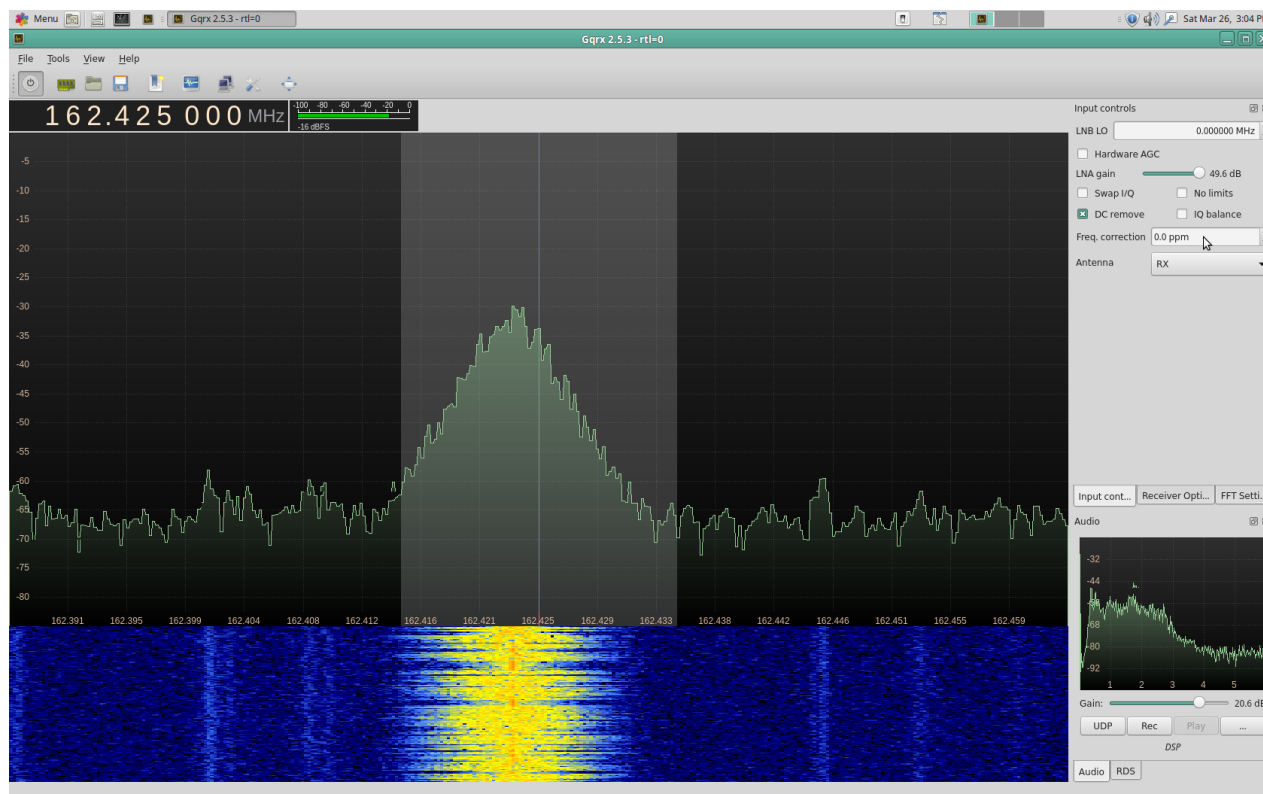 Menu Gqrx 2.5.3 - rtl=0 Sat Mar 26, 3:04
Gqrx 2.5.3 - rtl=0
File Tools View Help
162.425 000 MHz
-100 -80 -60 -40 -20 0
-16 dBFS
-5
-10
-15
-20
-25
-30
-35
-40
-45
-50
-55
-60
-65
-70
-75
-80
162.391 162.395 162.399 162.404 162.408 162.412 162.416 162.421 162.425 162.429 162.433 162.438 162.442 162.446 162.451 162.455 162.459
Input controls
LNB LO 0.000000 MHz
Hardware AGC
LNA gain 49.6 dB
Swap I/Q No limits
DC remove IQ balance
Freq. correction 0.0 ppm
Antenna RX
Input cont... Receiver Opti... FFT Setti..
Audio
-32
-44
-68
-80
-92
1 2 3 4 5
Gain: 20.6 dB
UDP Rec Play ...
DSP
Audio RDS